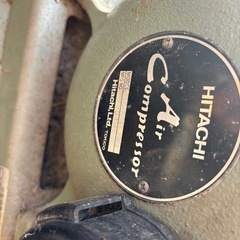 HITACHI
Air
Compressor
Hitachi, Ltd. TOKYO